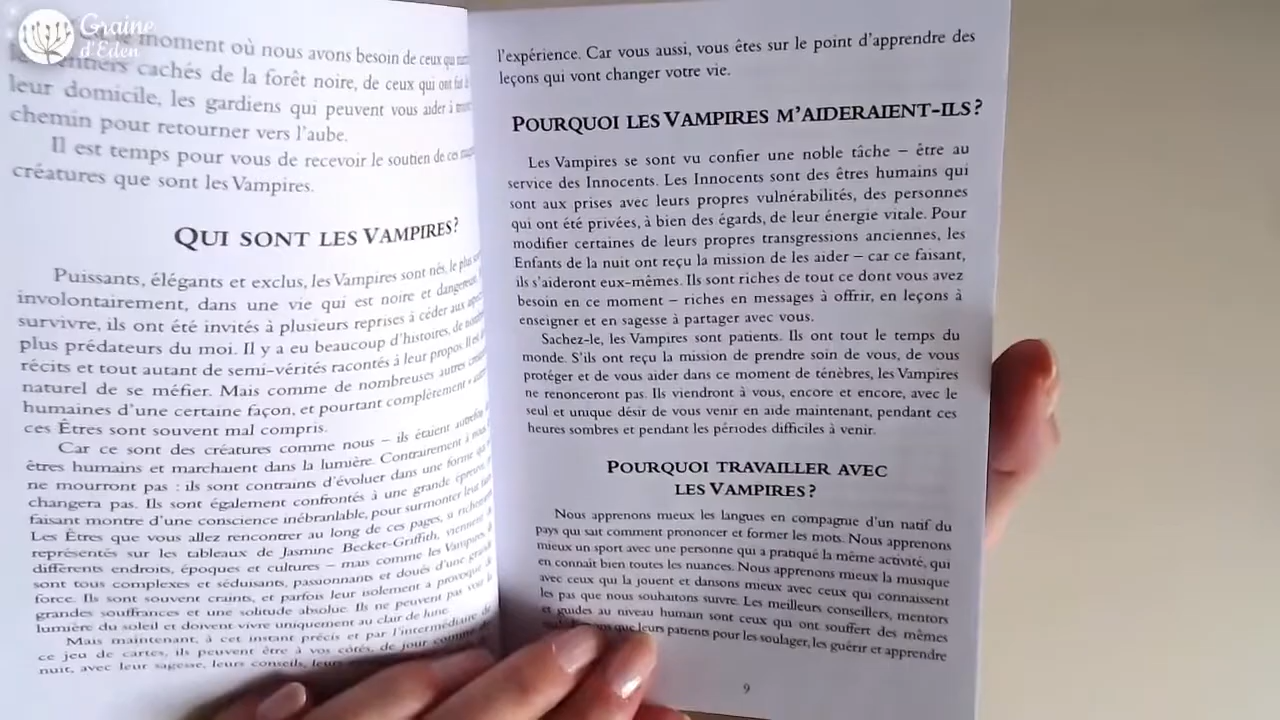 Graine
d'Eden
moment où nous avons besoin de ceux qui
sentiers cachés de la forêt noire, de ceux qui ont fait
leur domicile, les gardiens qui peuvent vous aider à
chemin pour retourner vers l'aube.
Il est temps pour vous de recevoir le soutien de ces
créatures que sont les Vampires.
QUI SONT LES VAMPIRES?
Puissants, élégants et exclus, les Vampires sont nés, le plus
involontairement, dans une vie qui est noire et dangereuse.
survivre, ils ont été invités à plusieurs reprises à céder aux
plus prédateurs du moi. Il y a eu beaucoup d'histoires, de
récits et tout autant de semi-vérités racontés à leur propos. Il est
naturel de se méfier. Mais comme de nombreuses autres
humaines d'une certaine façon, et pourtant complètement «
ces Êtres sont souvent mal compris.
Car ce sont des créatures comme nous – ils étaient autrefois
êtres humains et marchaient dans la lumière. Contrairement à nous,
ne mourront pas : ils sont contraints d'évoluer dans une forme qui
changera pas. Ils sont également confrontés à une grande épreuve,
faisant montre d'une conscience inébranlable, pour surmonter leur
Les Êtres que vous allez rencontrer au long de ces pages, si richement
représentés sur les tableaux de Jasmine Becket-Griffith, viennent de
différents endroits, époques et cultures – mais comme les Vampires,
sont tous complexes et séduisants, passionnants et doués d'une grande
force. Ils sont souvent craints, et parfois leur isolement a provoqué de
grandes souffrances et une solitude absolue. Ils ne peuvent pas voir la
lumière du soleil et doivent vivre uniquement au clair de lune.
Mais maintenant, à cet instant précis et par l'intermédiaire de
ce jeu de cartes, ils peuvent être à vos côtés, de jour comme de
nuit, avec leur sagesse, leurs conseils, leurs
l'expérience. Car vous aussi, vous êtes sur le point d'apprendre des
leçons qui vont changer votre vie.
POURQUOI LES VAMPIRES M'AIDERAIENT-ILS?
Les Vampires se sont vu confier une noble tâche – être au
service des Innocents. Les Innocents sont des êtres humains qui
sont aux prises avec leurs propres vulnérabilités, des personnes
qui ont été privées, à bien des égards, de leur énergie vitale. Pour
modifier certaines de leurs propres transgressions anciennes, les
Enfants de la nuit ont reçu la mission de les aider – car ce faisant,
ils s'aideront eux-mêmes. Ils sont riches de tout ce dont vous avez
besoin en ce moment – riches en messages à offrir, en leçons à
enseigner et en sagesse à partager avec vous.
Sachez-le, les Vampires sont patients. Ils ont tout le temps du
monde. S'ils ont reçu la mission de prendre soin de vous, de vous
protéger et de vous aider dans ce moment de ténèbres, les Vampires
ne renonceront pas. Ils viendront à vous, encore et encore, avec le
seul et unique désir de vous venir en aide maintenant, pendant ces
heures sombres et pendant les périodes difficiles à venir.
POURQUOI TRAVAILLER AVEC
LES VAMPIRES?
Nous apprenons mieux les langues en compagnie d'un natif du
pays qui sait comment prononcer et former les mots. Nous apprenons
mieux un sport avec une personne qui a pratiqué la même activité, qui
en connaît bien toutes les nuances. Nous apprenons mieux la musique
avec ceux qui la jouent et dansons mieux avec ceux qui connaissent
les pas que nous souhaitons suivre. Les meilleurs conseillers, mentors
et guides au niveau humain sont ceux qui ont souffert des mêmes
que leurs patients pour les soulager, les guérir et apprendre
9